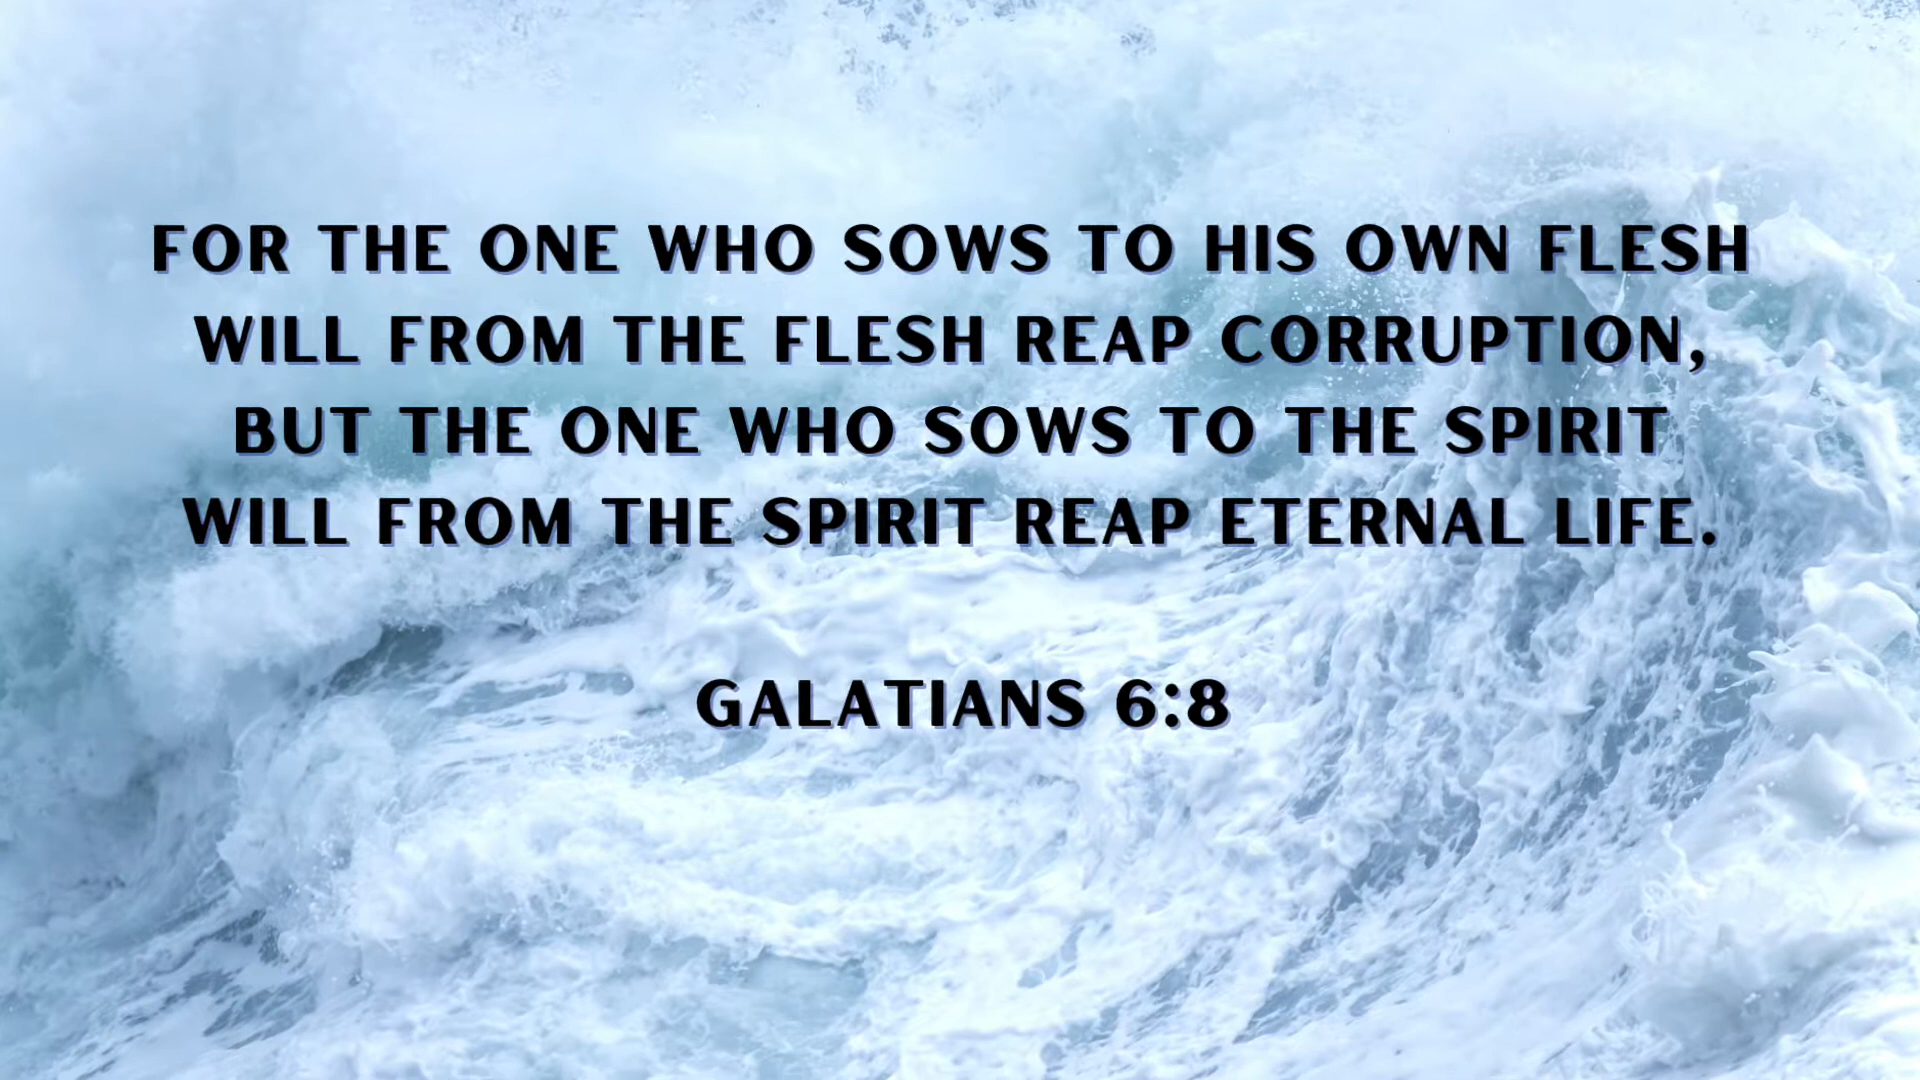 FOR THE ONE WHO SOWS TO HIS OWN FLESH
WILL FROM THE FLESH REAP CORRUPTION,
BUT THE ONE WHO SOWS TO THE SPIRIT
WILL FROM THE SPIRIT REAP ETERNAL LIFE.
GALATIANS 6:8